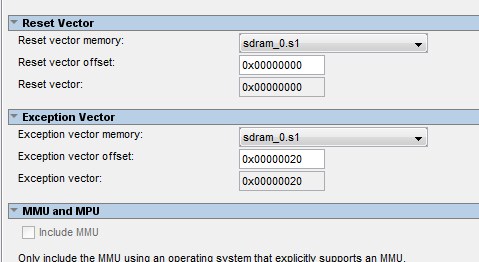 Reset Vector
Reset vector memory: sdram_0.s1
Reset vector offset: 0x00000000
Reset vector: 0x00000000
Exception Vector
Exception vector memory: sdram_0.s1
Exception vector offset: 0x00000020
Exception vector: 0x00000020
MMU and MPU
Include MMU
Only include the MMU using an operating system that explicitly supports an MMU.